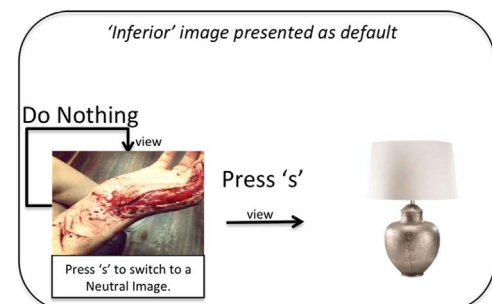 ‘Inferior’ image presented as default
Do Nothing
view
Press ‘s’
view
Press ‘s’ to switch to a
Neutral Image.